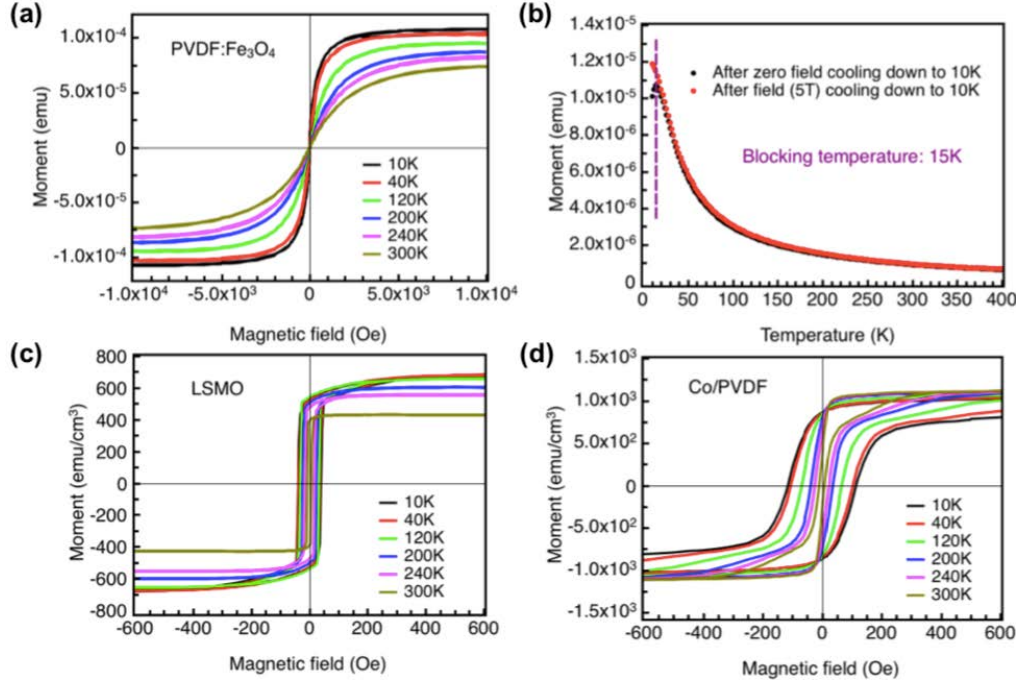 (a)
PVDF:Fe₃O₄
Moment (emu)
1.0x10⁻⁴
5.0x10⁻⁵
0
-5.0x10⁻⁵
-1.0x10⁻⁴
10K
40K
120K
200K
240K
300K
-1.0x10⁴ -5.0x10³ 0 5.0x10³ 1.0x10⁴
Magnetic field (Oe)
(b)
Moment (emu)
1.4x10⁻⁵
1.2x10⁻⁵
1.0x10⁻⁵
8.0x10⁻⁶
6.0x10⁻⁶
4.0x10⁻⁶
2.0x10⁻⁶
0
After zero field cooling down to 10K
After field (5T) cooling down to 10K
Blocking temperature: 15K
0 50 100 150 200 250 300 350 400
Temperature (K)
(c)
LSMO
Moment (emu/cm³)
800
600
400
200
0
-200
-400
-600
-800
10K
40K
120K
200K
240K
300K
-600 -400 -200 0 200 400 600
Magnetic field (Oe)
(d)
Co/PVDF
Moment (emu/cm³)
1.5x10³
1.0x10³
5.0x10²
0
-5.0x10²
-1.0x10³
-1.5x10³
10K
40K
120K
200K
240K
300K
-600 -400 -200 0 200 400 600
Magnetic field (Oe)